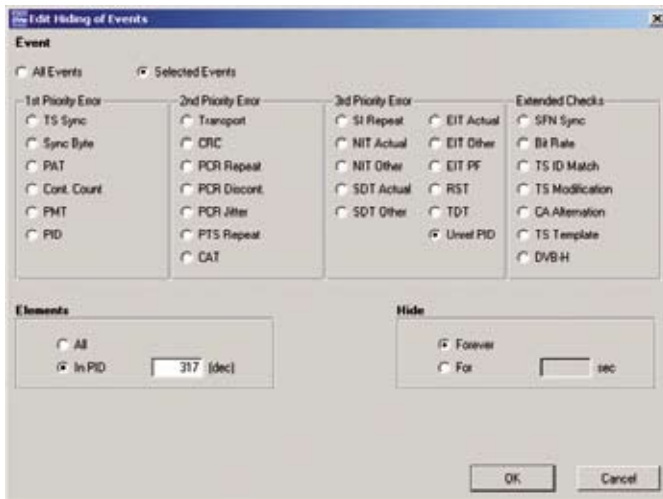 Edit Hiding of Events
Event
All Events
Selected Events
1st Priority Error
TS Sync
Sync Byte
PAT
Cont. Count
PMT
PID
2nd Priority Error
Transport
CRC
PCR Repeat
PCR Discont.
PCR Jitter
PTS Repeat
CAT
3rd Priority Error
SI Repeat
NIT Actual
NIT Other
SDT Actual
SDT Other
EIT Actual
EIT Other
EIT PF
RST
TDT
Unref PID
Extended Checks
SFN Sync
Bit Rate
TS ID Match
TS Modification
CA Alternation
TS Template
DVB-H
Elements
All
In PID 317 (dec)
Hide
Forever
For sec
OK
Cancel